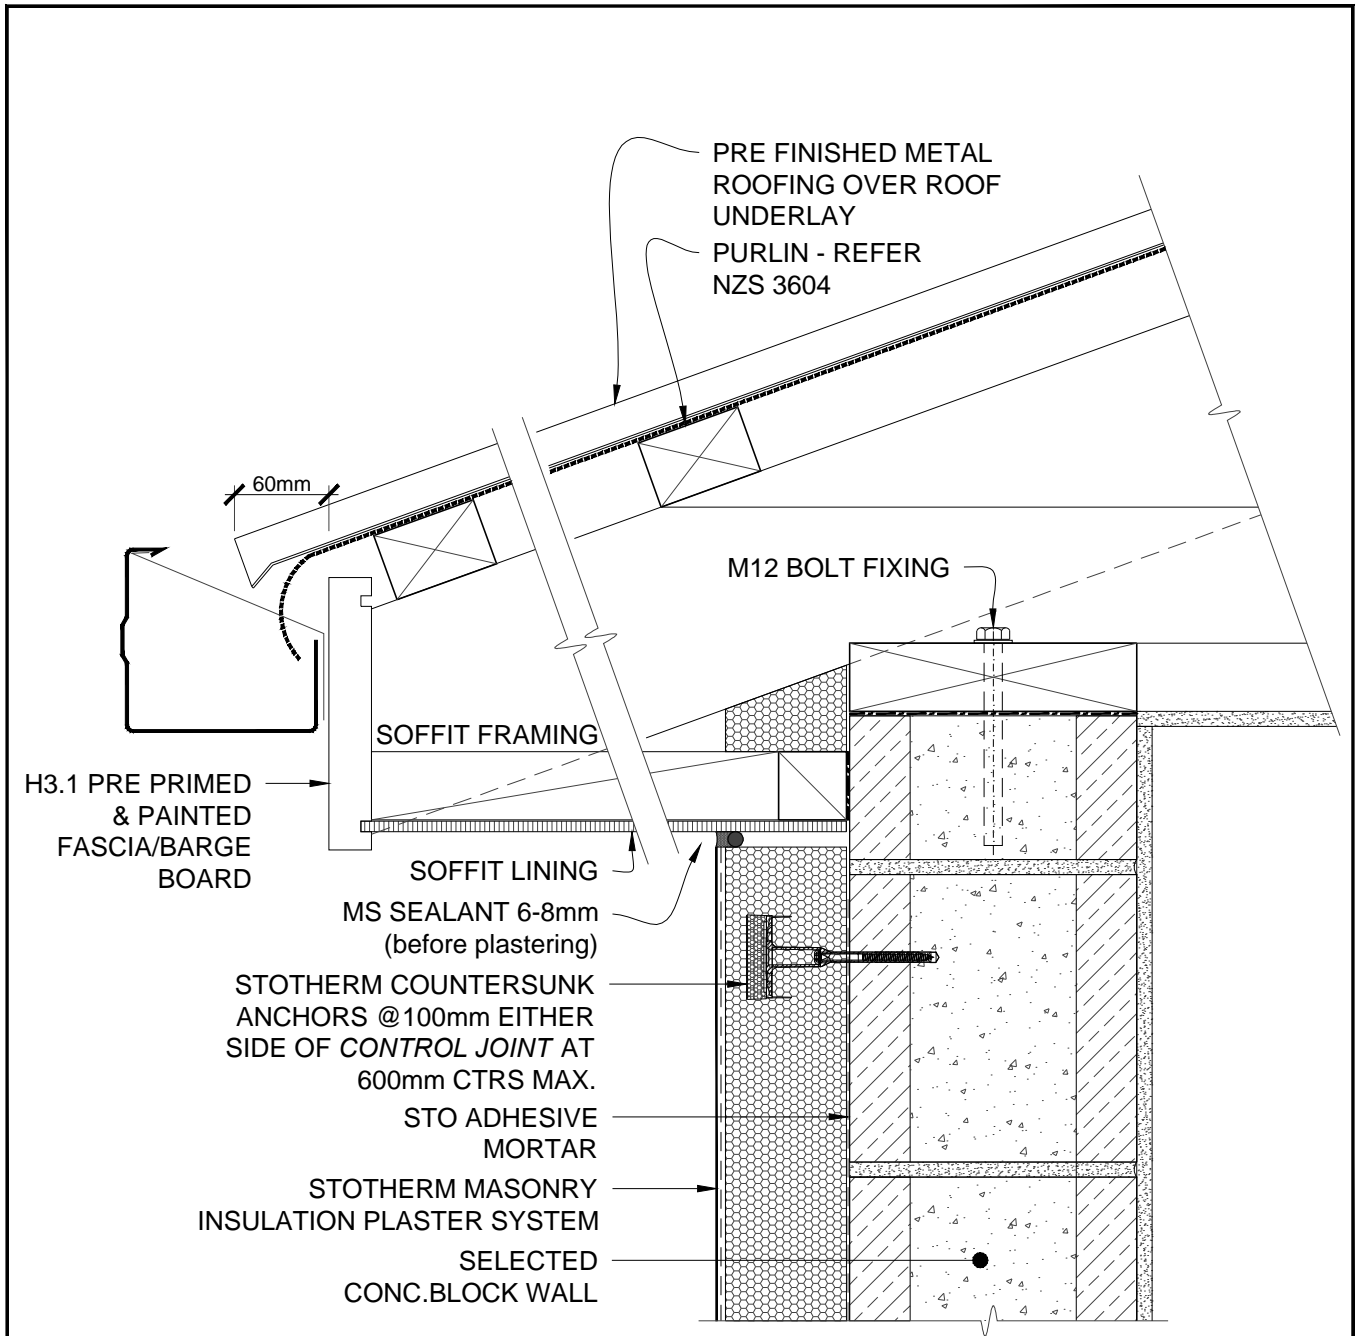 PRE FINISHED METAL
ROOFING OVER ROOF
UNDERLAY
PURLIN - REFER
NZS 3604
60mm
M12 BOLT FIXING
SOFFIT FRAMING
H3.1 PRE PRIMED
& PAINTED
FASCIA/BARGE
BOARD
SOFFIT LINING
MS SEALANT 6-8mm
(before plastering)
STOTHERM COUNTERSUNK
ANCHORS @100mm EITHER
SIDE OF CONTROL JOINT AT
600mm CTRS MAX.
STO ADHESIVE
MORTAR
STOTHERM MASONRY
INSULATION PLASTER SYSTEM
SELECTED
CONC.BLOCK WALL